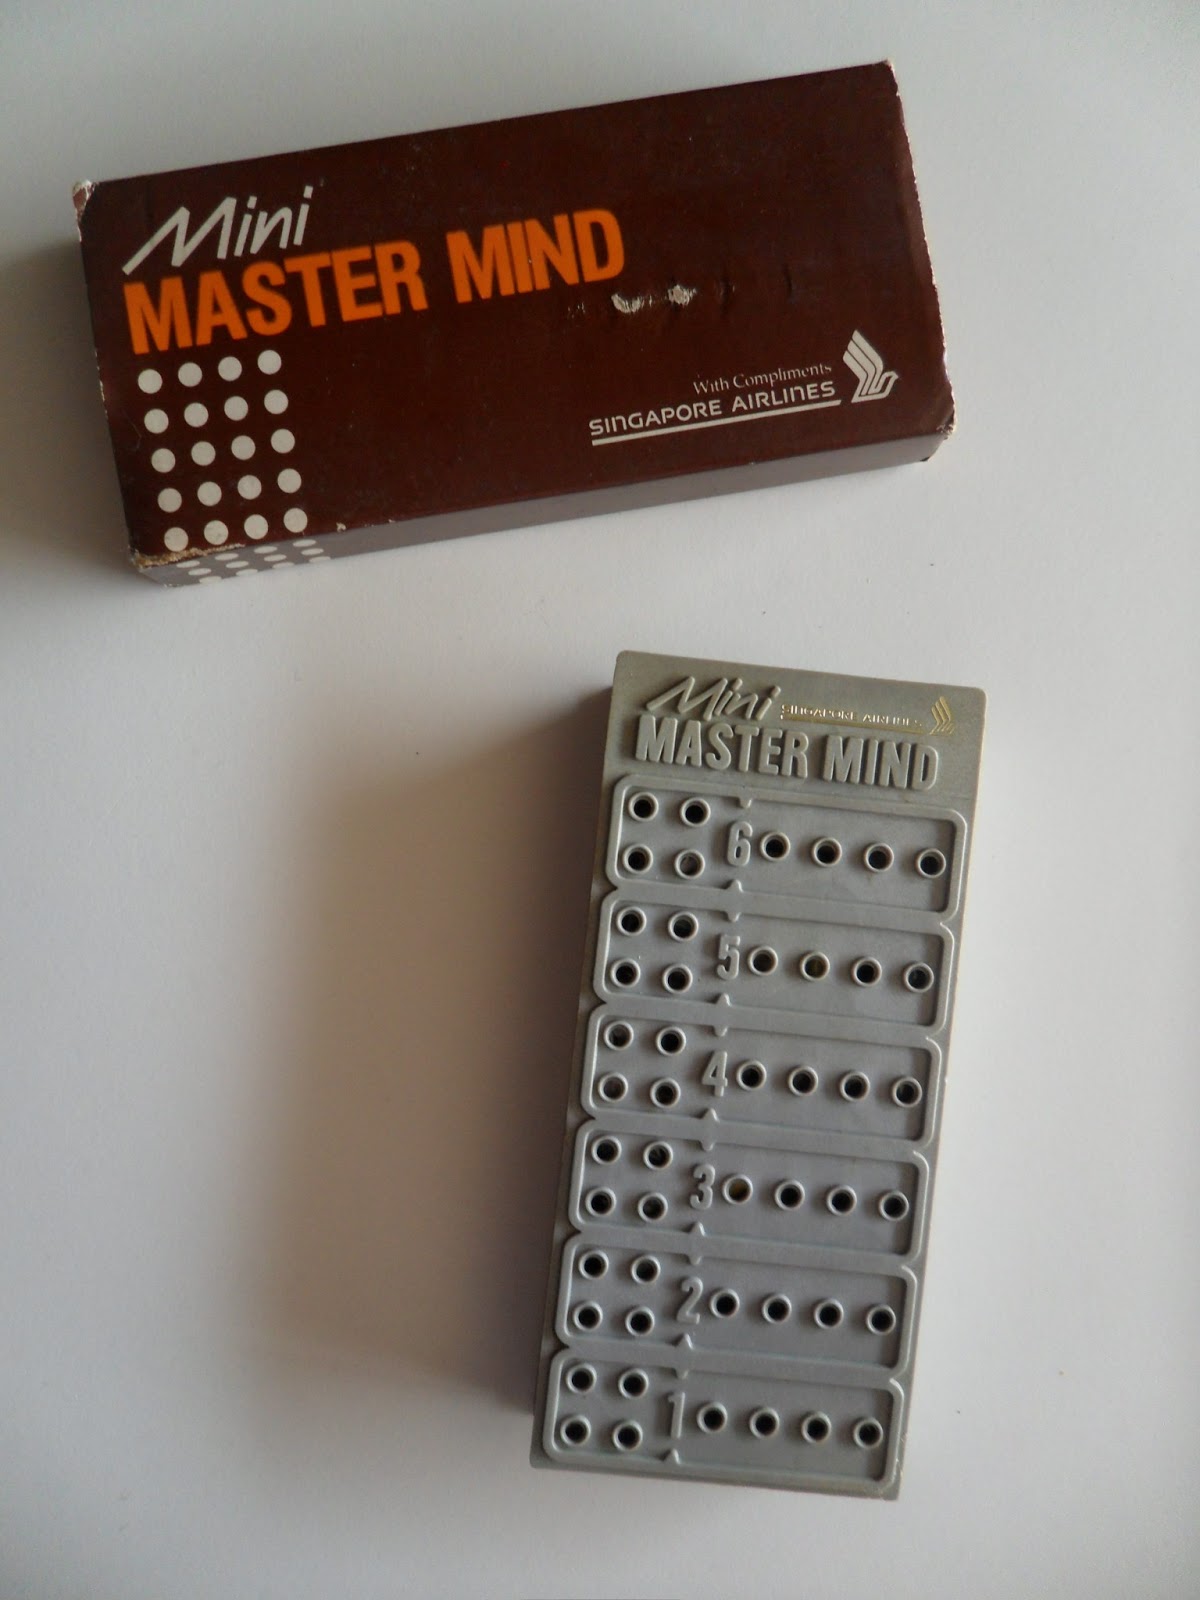 Mini
MASTER MIND
With Compliments
SINGAPORE AIRLINES
Mini SINGAPORE AIRLINES
MASTER MIND
6
5
4
3
2
1